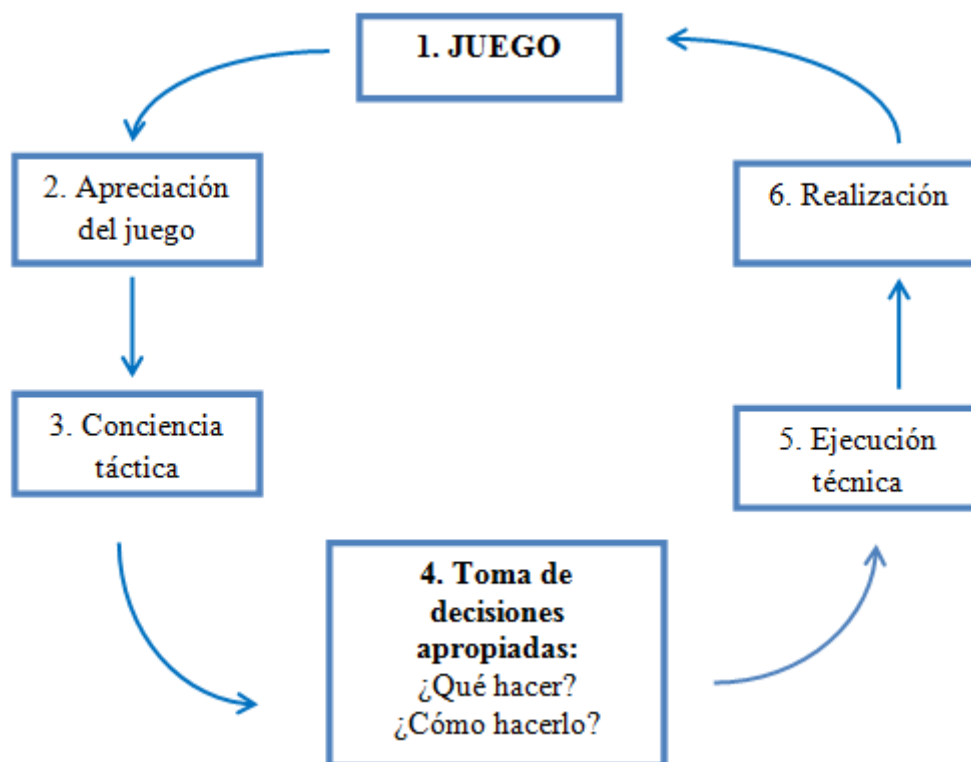 1. JUEGO
2. Apreciación
del juego
3. Conciencia
táctica
4. Toma de
decisiones
apropiadas:
¿Qué hacer?
¿Cómo hacerlo?
5. Ejecución
técnica
6. Realización